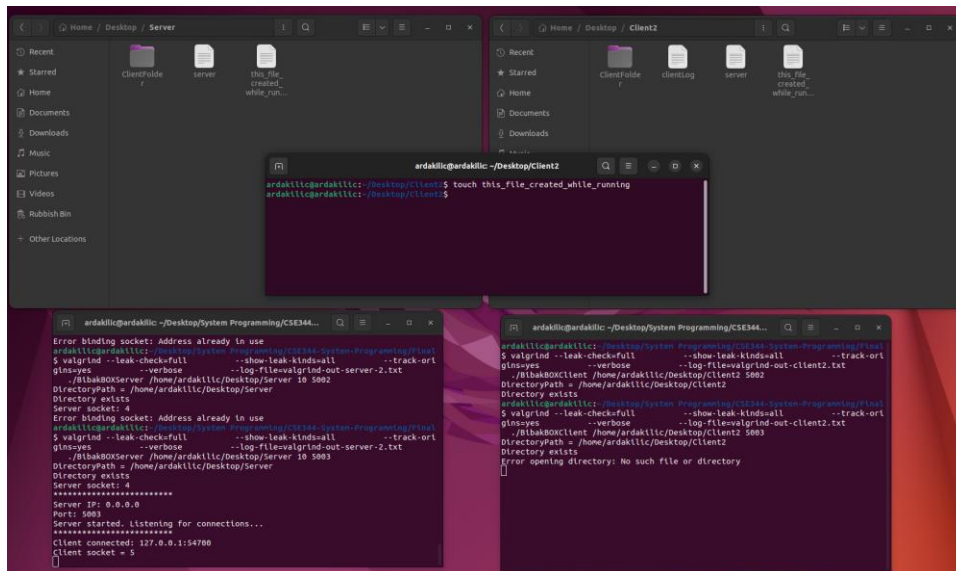 Home / Desktop / Server
Recent
Starred
Home
Documents
Downloads
Music
Pictures
Videos
Rubbish Bin
Other Locations
ClientFolde
r
server
this_file_
created_
while_run...
Home / Desktop / Client2
Recent
Starred
Home
Documents
Downloads
ClientFolde
r
clientLog
server
this_file_
created_
while_run...
ardakilic@ardakilic: ~/Desktop/Client2
ardakilic@ardakilic:~/Desktop/Client2$ touch this_file_created_while_running
ardakilic@ardakilic:~/Desktop/Client2$
ardakilic@ardakilic: ~/Desktop/System Programming/CSE344...
Error binding socket: Address already in use
ardakilic@ardakilic:~/Desktop/System Programming/CSE344-System-Programming/Final
$ valgrind --leak-check=full --show-leak-kinds=all --track-ori
gins=yes --verbose --log-file=valgrind-out-server-2.txt
./BibakBOXServer /home/ardakilic/Desktop/Server 10 5002
DirectoryPath = /home/ardakilic/Desktop/Server
Directory exists
Server socket: 4
Error binding socket: Address already in use
ardakilic@ardakilic:~/Desktop/System Programming/CSE344-System-Programming/Final
$ valgrind --leak-check=full --show-leak-kinds=all --track-ori
gins=yes --verbose --log-file=valgrind-out-server-2.txt
./BibakBOXServer /home/ardakilic/Desktop/Server 10 5003
DirectoryPath = /home/ardakilic/Desktop/Server
Directory exists
Server socket: 4
*************************
Server IP: 0.0.0.0
Port: 5003
Server started. Listening for connections...
*************************
Client connected: 127.0.0.1:54700
Client socket = 5
ardakilic@ardakilic: ~/Desktop/System Programming/CSE344...
ardakilic@ardakilic:~/Desktop/System Programming/CSE344-System-Programming/Final
$ valgrind --leak-check=full --show-leak-kinds=all --track-ori
gins=yes --verbose --log-file=valgrind-out-client2.txt
./BibakBOXClient /home/ardakilic/Desktop/Client2 5002
DirectoryPath = /home/ardakilic/Desktop/Client2
Directory exists
ardakilic@ardakilic:~/Desktop/System Programming/CSE344-System-Programming/Final
$ valgrind --leak-check=full --show-leak-kinds=all --track-ori
gins=yes --verbose --log-file=valgrind-out-client2.txt
./BibakBOXClient /home/ardakilic/Desktop/Client2 5003
DirectoryPath = /home/ardakilic/Desktop/Client2
Directory exists
Error opening directory: No such file or directory